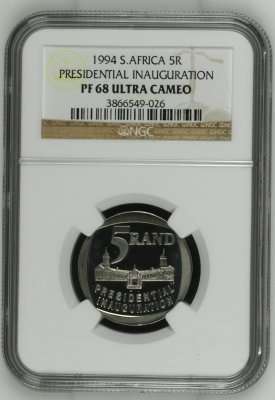 1994 S.AFRICA 5R
PRESIDENTIAL INAUGURATION
PF 68 ULTRA CAMEO
3866549-026
NGC
5 RAND
PRESIDENTIAL
INAUGURATION